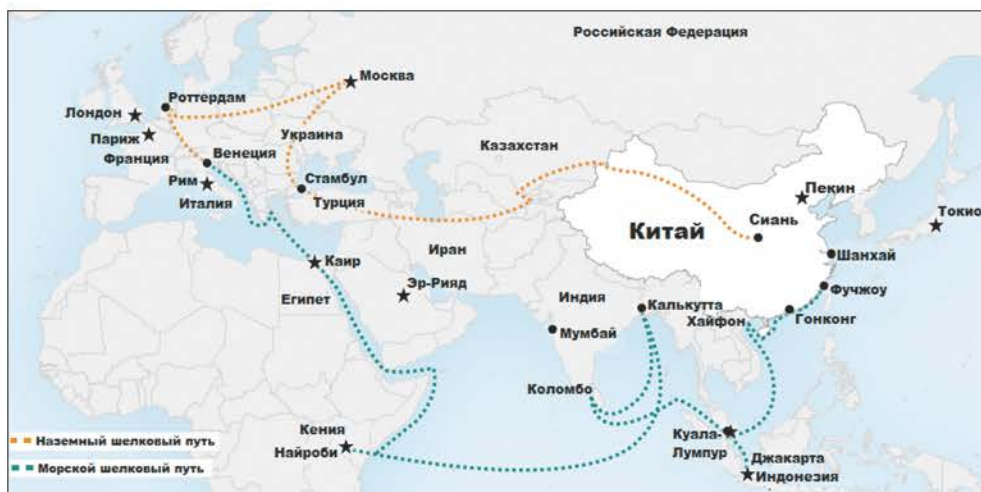 Российская Федерация
Москва
Роттердам
Лондон
Париж
Украина
Франция
Венеция
Казахстан
Стамбул
Рим
Турция
Италия
Пекин
Сиань
Токио
Китай
Иран
Шанхай
Каир
Эр-Рияд
Фучжоу
Египет
Индия
Калькутта
Гонконг
Хайфон
Мумбай
Коломбо
Кения
Найроби
Куала-
Лумпур
Джакарта
Индонезия
Наземный шелковый путь
Морской шелковый путь